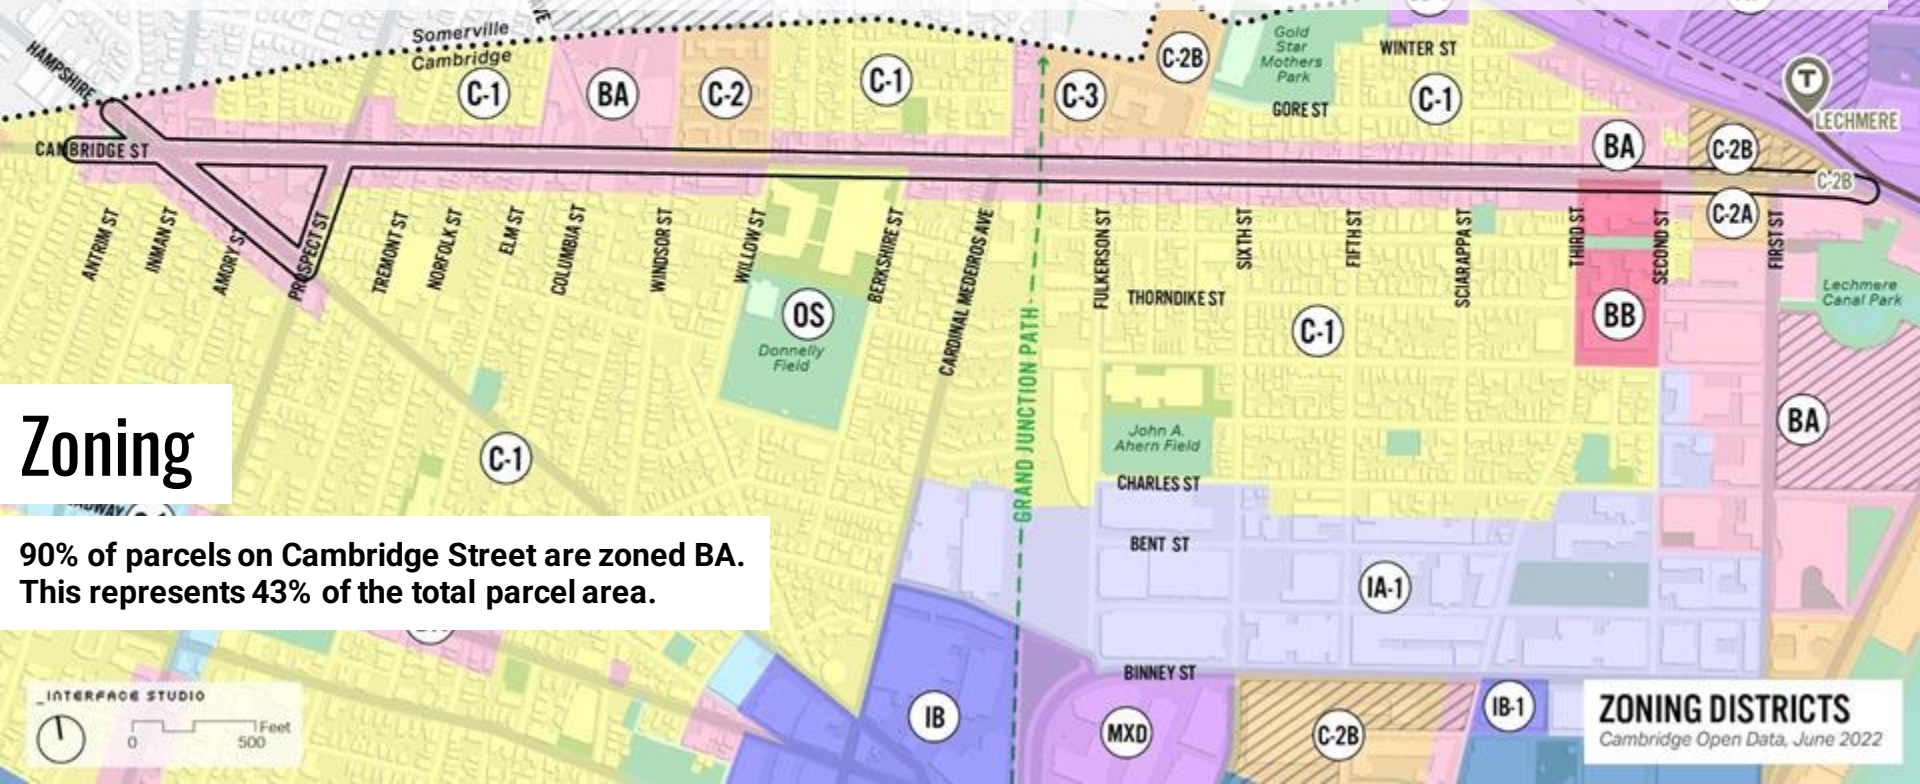 HAMPSHIRE
Somerville
Cambridge
C-1
BA
C-2
C-1
C-3
C-2B
Gold
Star
Mothers
Park
GORE ST
WINTER ST
C-1
T
LECHMERE
CAMBRIDGE ST
BA
C-2B
C-2B
C-2A
ANTRIM ST
INMAN ST
AMORY ST
PROSPECT ST
TREMONT ST
NORFOLK ST
ELM ST
COLUMBIA ST
WINDSOR ST
WILLOW ST
BERKSHIRE ST
CARDINAL MEDEIROS AVE
GRAND JUNCTION PATH
FULKERSON ST
SIXTH ST
FIFTH ST
SCIARAPPA ST
THIRD ST
SECOND ST
FIRST ST
THORNDIKE ST
OS
Donnelly
Field
C-1
BB
Lechmere
Canal Park
BA
John A.
Ahern Field
CHARLES ST
Zoning
C-1
90% of parcels on Cambridge Street are zoned BA.
This represents 43% of the total parcel area.
BENT ST
IA-1
BINNEY ST
IB
MXD
C-2B
IB-1
_INTERFACE STUDIO
Feet
0 500
ZONING DISTRICTS
Cambridge Open Data, June 2022